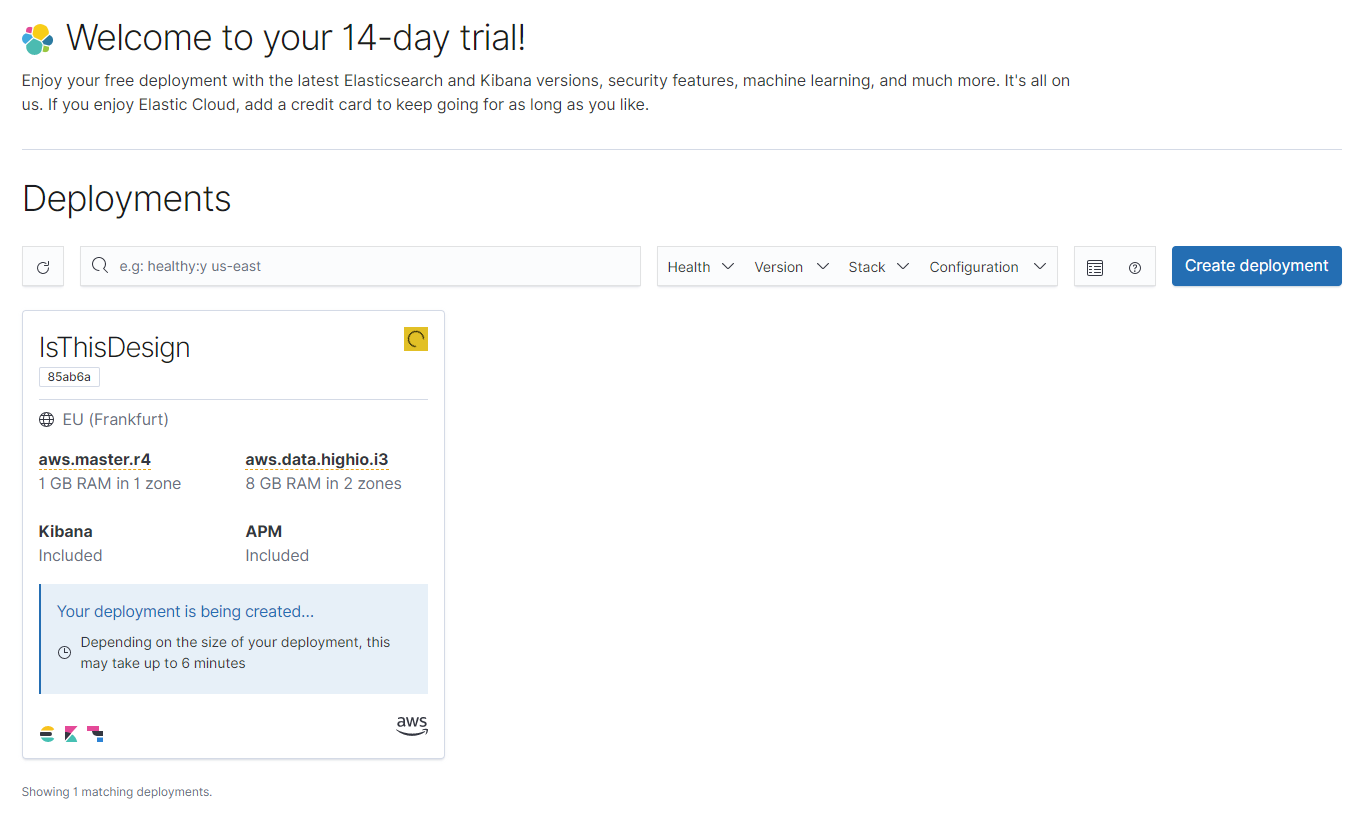 Welcome to your 14-day trial!
Enjoy your free deployment with the latest Elasticsearch and Kibana versions, security features, machine learning, and much more. It's all on
us. If you enjoy Elastic Cloud, add a credit card to keep going for as long as you like.
Deployments
e.g: healthy:y us-east
Health Version Stack Configuration
Create deployment
IsThisDesign
85ab6a
EU (Frankfurt)
aws.master.r4 aws.data.highio.i3
1 GB RAM in 1 zone 8 GB RAM in 2 zones
Kibana APM
Included Included
Your deployment is being created...
Depending on the size of your deployment, this
may take up to 6 minutes
aws
Showing 1 matching deployments.